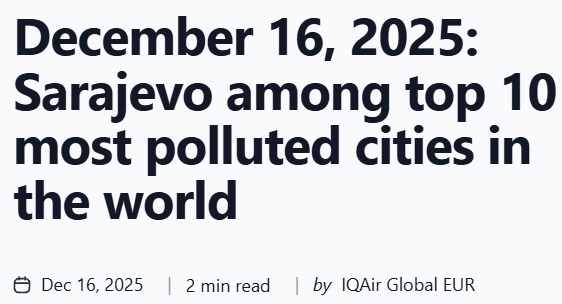 December 16, 2025:
Sarajevo among top 10
most polluted cities in
the world
Dec 16, 2025 | 2 min read | by IQAir Global EUR